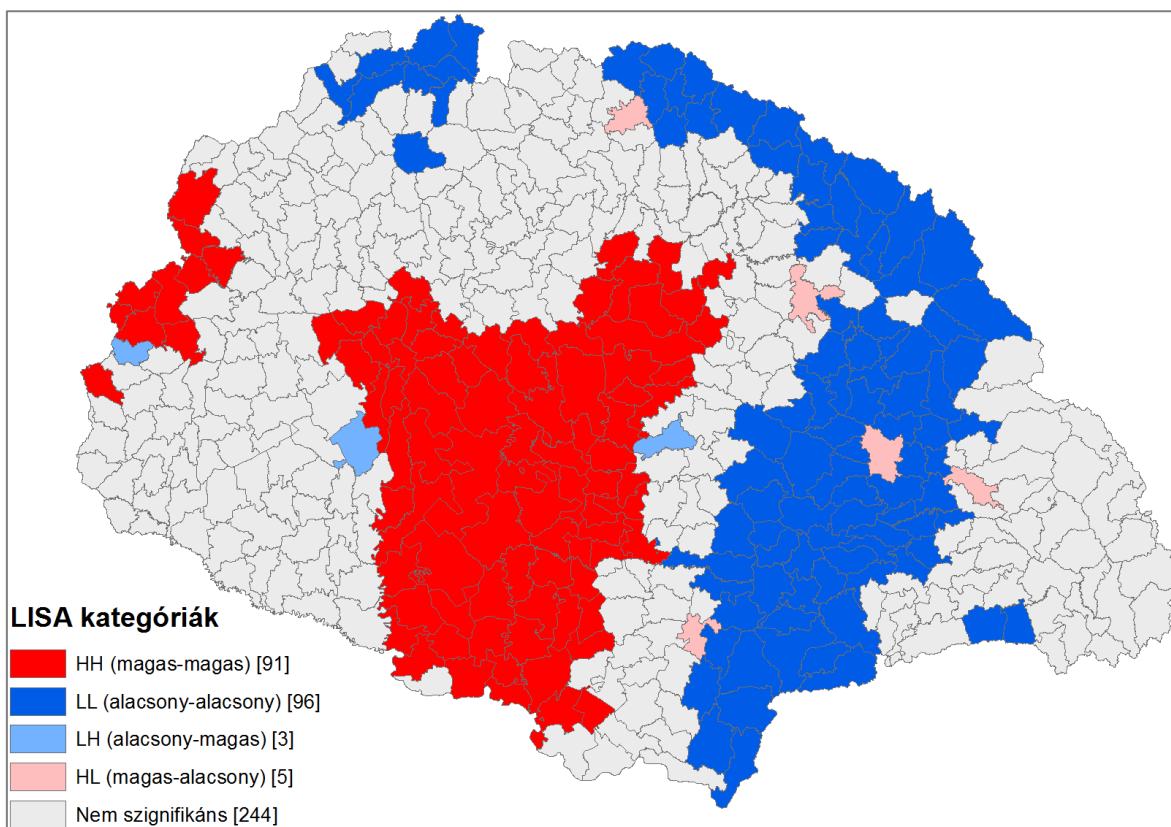 LISA kategóriák
HH (magas-magas) [91]
LL (alacsony-alacsony) [96]
LH (alacsony-magas) [3]
HL (magas-alacsony) [5]
Nem szignifikáns [244]